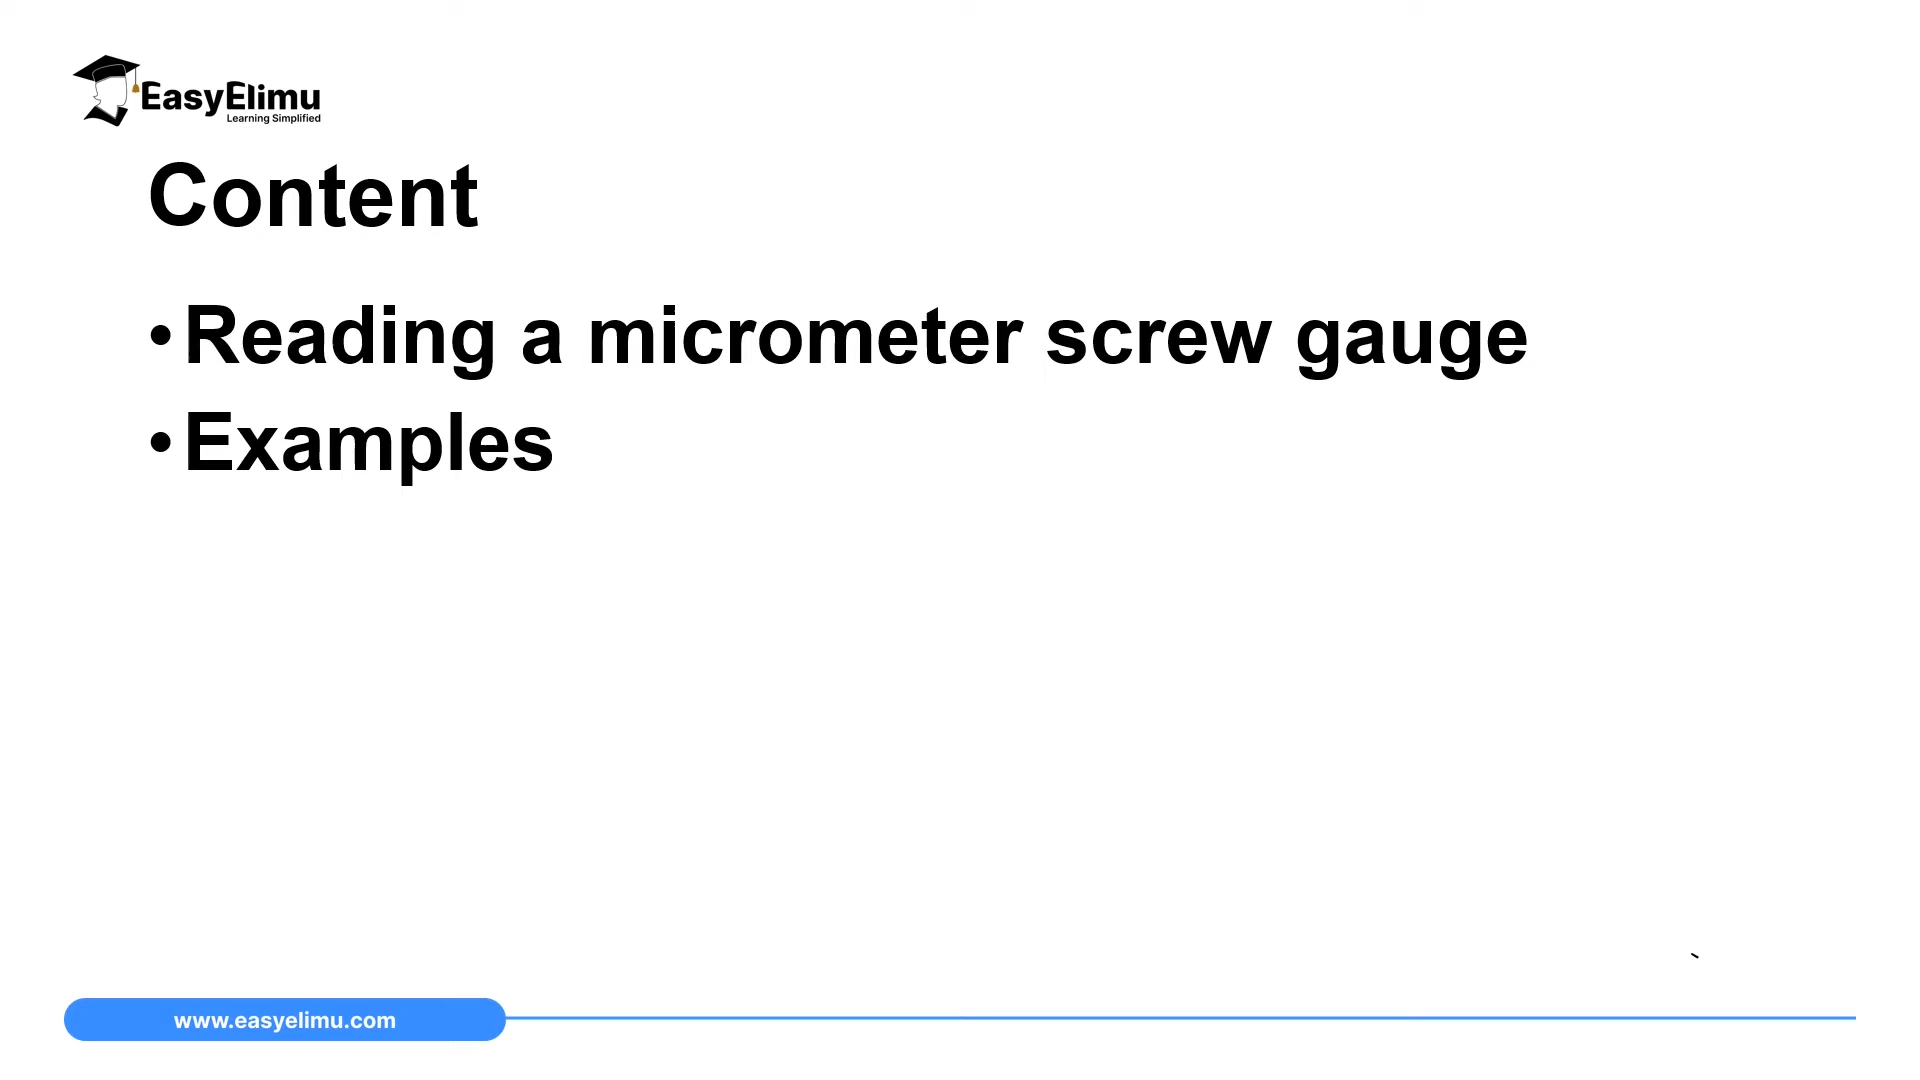 EasyElimu
Learning Simplified
Content
•Reading a micrometer screw gauge
•Examples
www.easyelimu.com